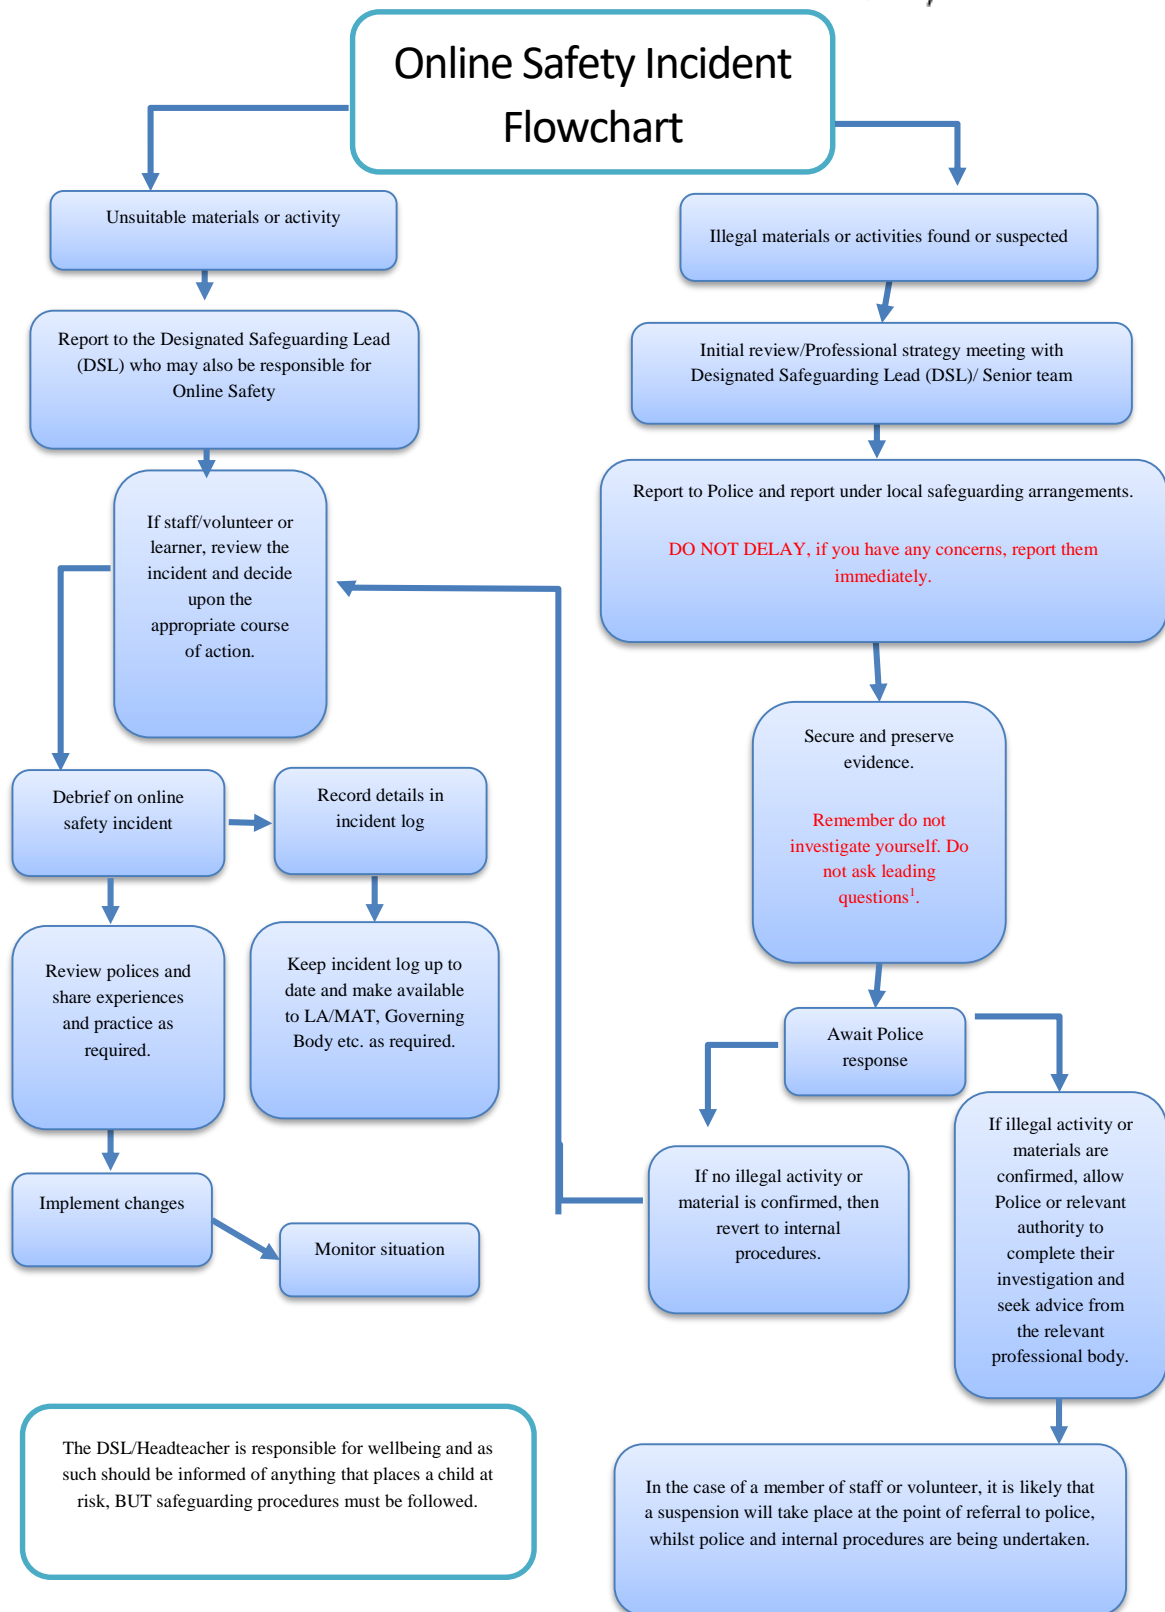 Online Safety Incident
Flowchart
Unsuitable materials or activity
Report to the Designated Safeguarding Lead
(DSL) who may also be responsible for
Online Safety
If staff/volunteer or
learner, review the
incident and decide
upon the
appropriate course
of action.
Debrief on online
safety incident
Record details in
incident log
Review polices and
share experiences
and practice as
required.
Keep incident log up to
date and make available
to LA/MAT, Governing
Body etc. as required.
Implement changes
Monitor situation
Illegal materials or activities found or suspected
Initial review/Professional strategy meeting with
Designated Safeguarding Lead (DSL)/ Senior team
Report to Police and report under local safeguarding arrangements.
DO NOT DELAY, if you have any concerns, report them
immediately.
Secure and preserve
evidence.
Remember do not
investigate yourself. Do
not ask leading
questions¹.
Await Police
response
If no illegal activity or
material is confirmed, then
revert to internal
procedures.
If illegal activity or
materials are
confirmed, allow
Police or relevant
authority to
complete their
investigation and
seek advice from
the relevant
professional body.
In the case of a member of staff or volunteer, it is likely that
a suspension will take place at the point of referral to police,
whilst police and internal procedures are being undertaken.
The DSL/Headteacher is responsible for wellbeing and as
such should be informed of anything that places a child at
risk, BUT safeguarding procedures must be followed.